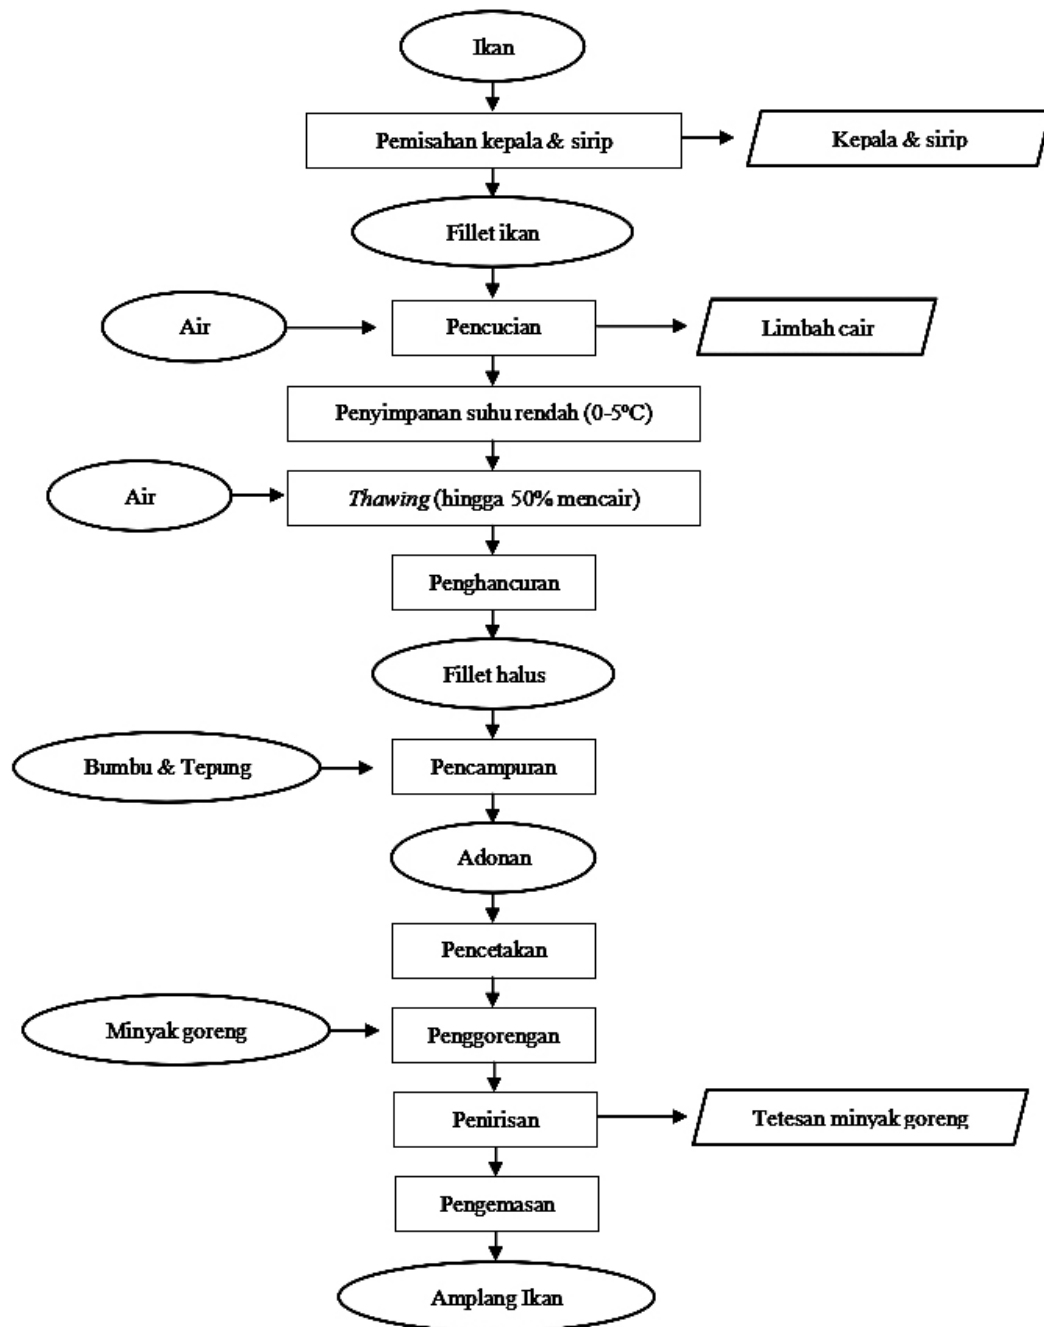 Ikan
Pemisahan kepala & sirip
Kepala & sirip
Fillet ikan
Air
Pencucian
Limbah cair
Penyimpanan suhu rendah (0-5°C)
Air
Thawing (hingga 50% mencair)
Penghancuran
Fillet halus
Bumbu & Tepung
Pencampuran
Adonan
Pencetakan
Minyak goreng
Penggorengan
Penirisan
Tetesan minyak goreng
Pengemasan
Amplang Ikan